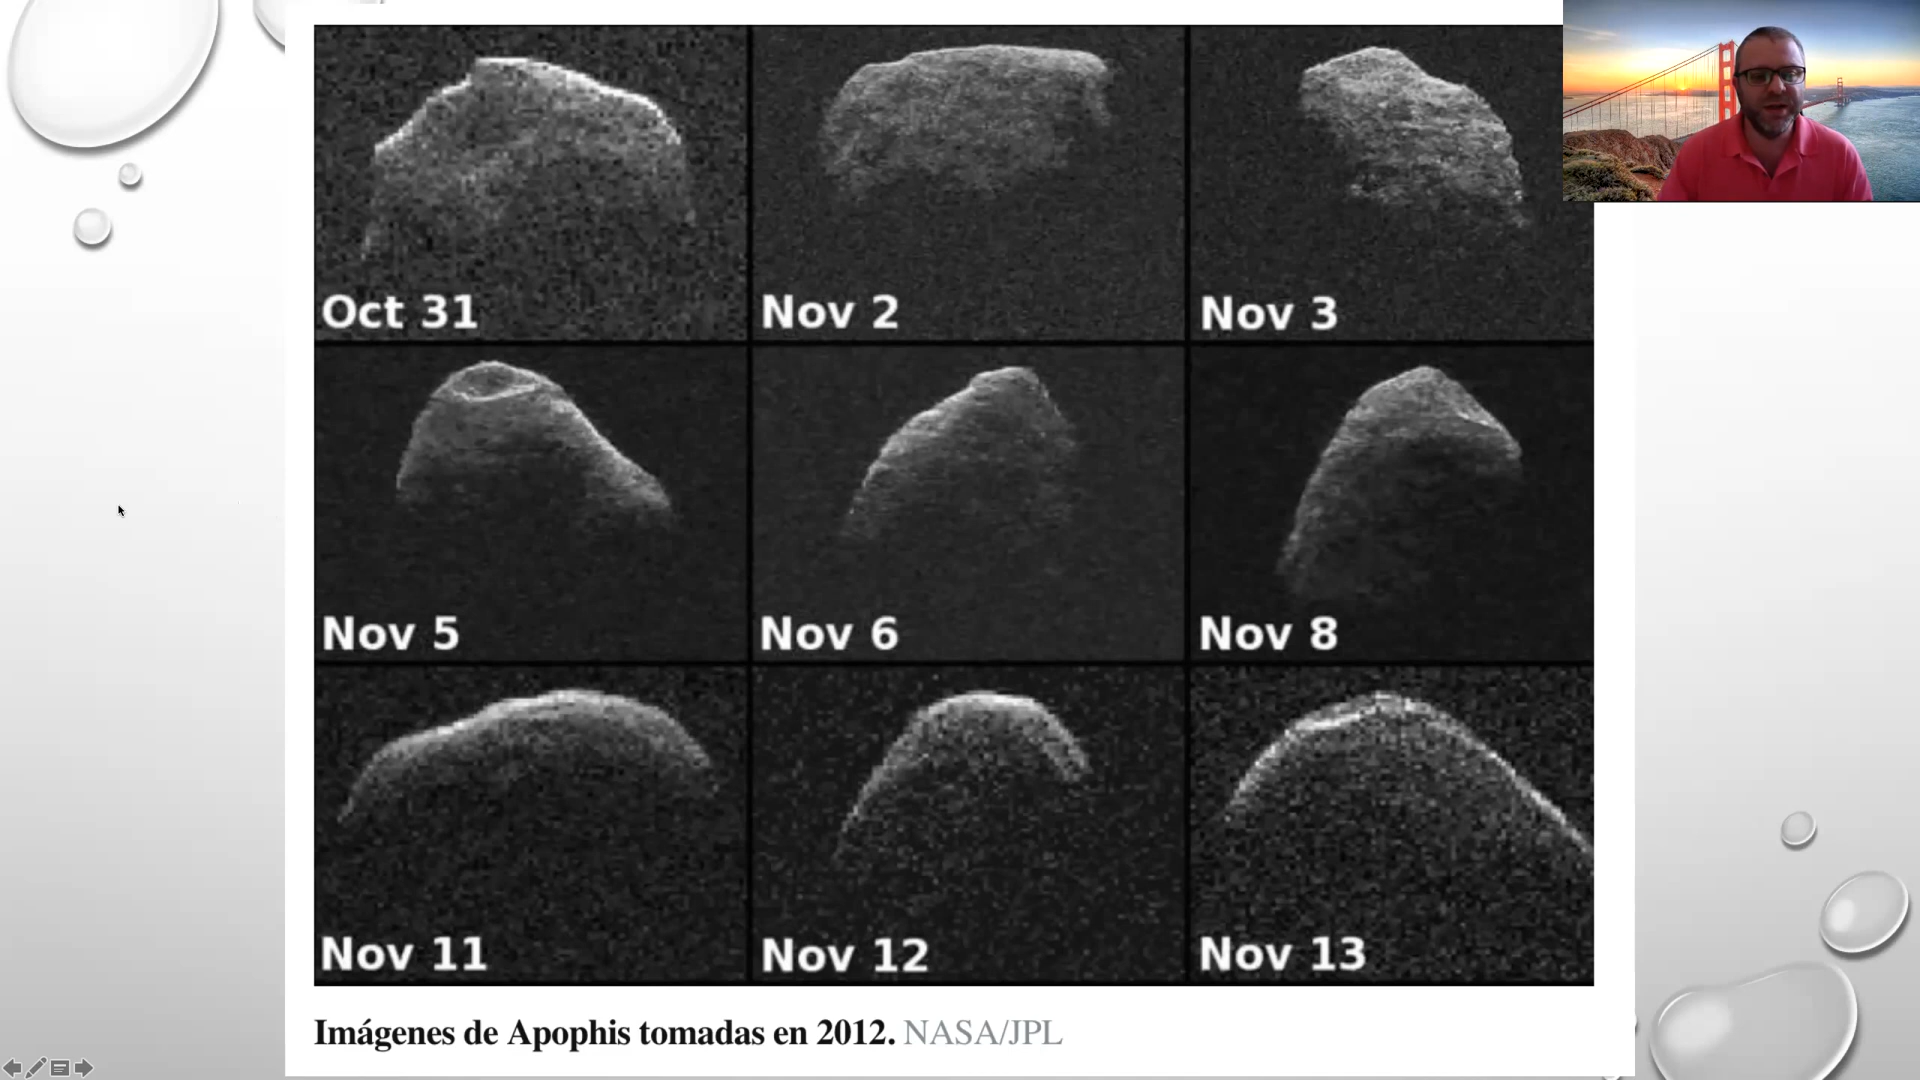 Oct 31
Nov 2
Nov 3
Nov 5
Nov 6
Nov 8
Nov 11
Nov 12
Nov 13
Imágenes de Apophis tomadas en 2012. NASA/JPL